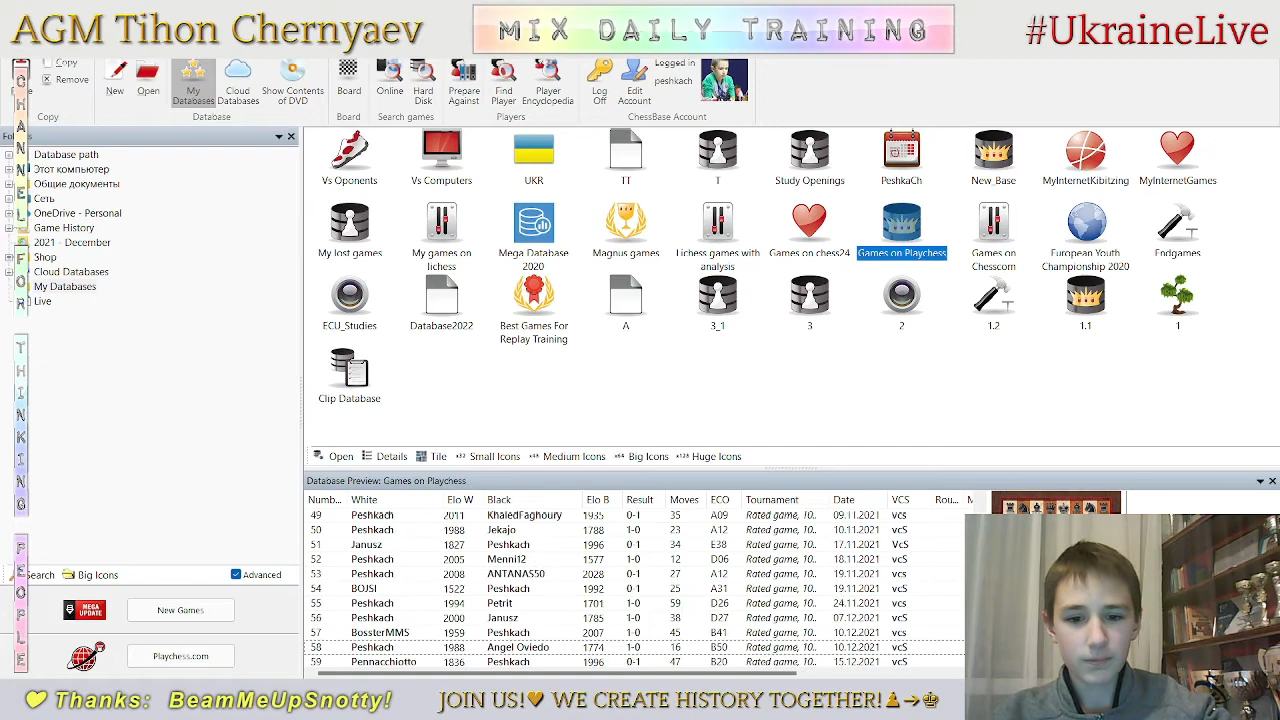 AGM Tihon Chernyaev
MIX DAILY TRAINING
#UkraineLive
CHANNEL FOR
THINKING
PEOPLE
Copy
Remove
Copy
New
Open
My Databases
Cloud Databases
Show Contents of DVD
Database
Board
Board
Online
Hard Disk
Search games
Prepare Against
Find Player
Player Encyclopedia
Players
Log Off
Edit Account
Logged in
peshkach
ChessBase Account
Database path
Этот компьютер
Общие документы
Сеть
OneDrive - Personal
Game History
2021 - December
Shop
Cloud Databases
My Databases
Live
Search
Big Icons
Advanced
MEGA UPDATE
New Games
Playchess.com
Vs Oponents
Vs Computers
UKR
TT
T
Study Openings
PeshkaCh
New_Base
MyInternetKibitzing
MyInternetGames
My lost games
My games on lichess
Mega Database 2020
Magnus games
Lichess games with analysis
Games on chess24
Games on Playchess
Games on Chesscom
European Youth Championship 2020
Endgames
ECU_Studies
Database2022
Best Games For Replay Training
A
3_1
3
2
1.2
1.1
1
Clip Database
Open Details Tile Small Icons Medium Icons Big Icons Huge Icons
Database Preview: Games on Playchess
Numb... White Elo W Black Elo B Result Moves ECO Tournament Date VCS Rou...
49 Peshkach 2011 KhaledFaghoury 1935 0-1 35 A09 Rated game, 10.. 09.11.2021 vcs
50 Peshkach 1988 Jekajo 1788 0-1 23 A12 Rated game, 10.. 10.11.2021 vcS
51 Janusz 1827 Peshkach 1996 0-1 34 E38 Rated game, 10.. 17.11.2021 VcS
52 Peshkach 2005 Menni12 1677 1-0 12 D06 Rated game, 10.. 18.11.2021 VcS
53 Peshkach 2008 ANTANAS50 2028 0-1 27 A12 Rated game, 10.. 19.11.2021 vcS
54 BOJSI 1522 Peshkach 1992 0-1 25 A31 Rated game, 10.. 19.11.2021 vcs
55 Peshkach 1994 Petrit 1701 1-0 59 D26 Rated game, 10.. 24.11.2021 vcs
56 Peshkach 2000 Janusz 1785 1-0 38 D27 Rated game, 10.. 07.12.2021 vcs
57 BossterMMS 1959 Peshkach 2007 1-0 45 B41 Rated game, 10.. 10.12.2021 vcs
58 Peshkach 1988 Angel Oviedo 1774 1-0 16 B50 Rated game, 10.. 12.12.2021 vcS
59 Pennacchiotto 1836 Peshkach 1996 0-1 47 B20 Rated game, 10.. 15.12.2021 vcs
Thanks: BeamMeUpSnotty!
JOIN US! WE CREATE HISTORY TOGETHER!